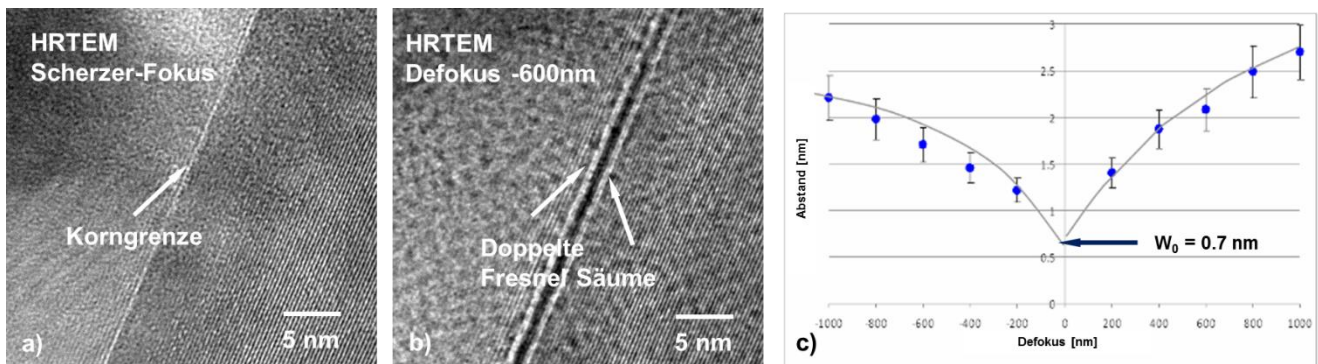 HRTEM
Scherzer-Fokus
Korngrenze
5 nm
a)
HRTEM
Defokus -600nm
Doppelte
Fresnel Säume
5 nm
b)
Abstand [nm]
3
2.5
2
1.5
1
0.5
0
W₀ = 0.7 nm
-1000 -800 -600 -400 -200 0 200 400 600 800 1000
Defokus [nm]
c)